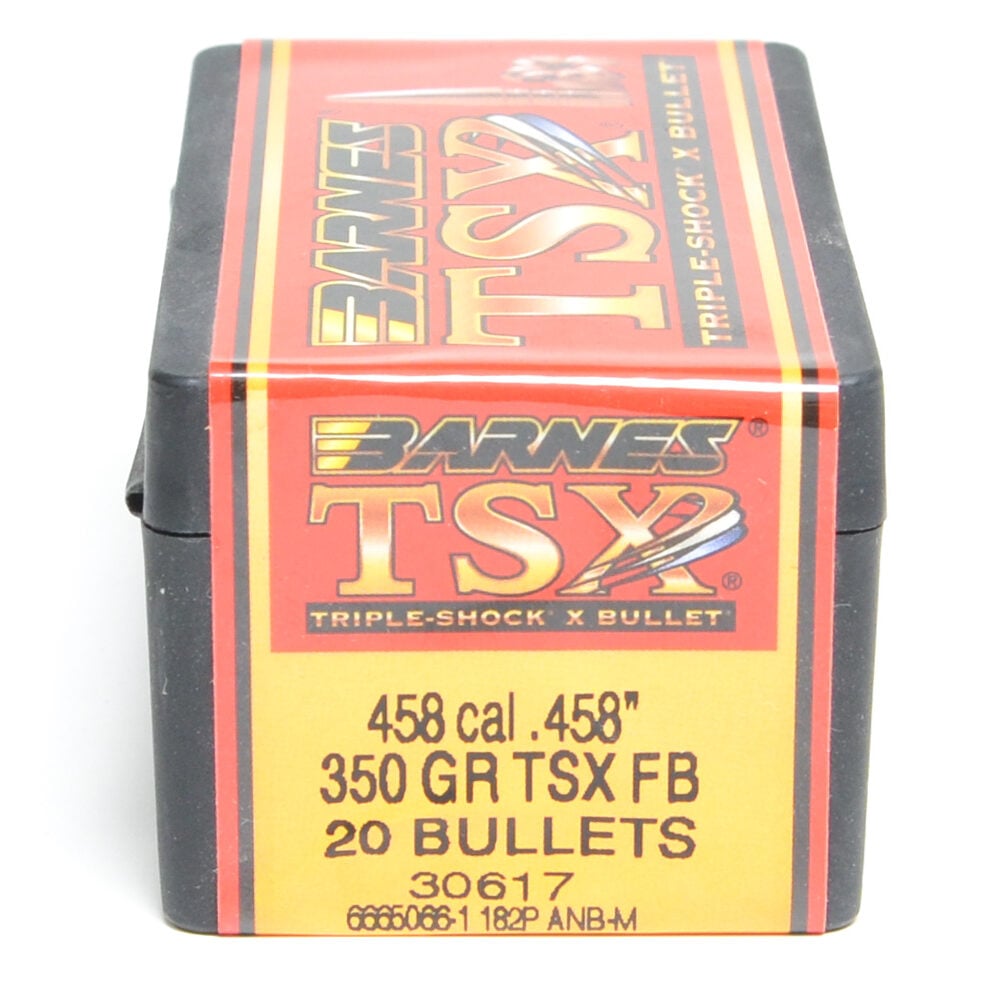 BARNES
TSX
TRIPLE-SHOCK X BULLET
BARNES®
TSX®
TRIPLE-SHOCK X BULLET
458 cal .458"
350 GR TSX FB
20 BULLETS
30617
6665066-1 182P ANB-M